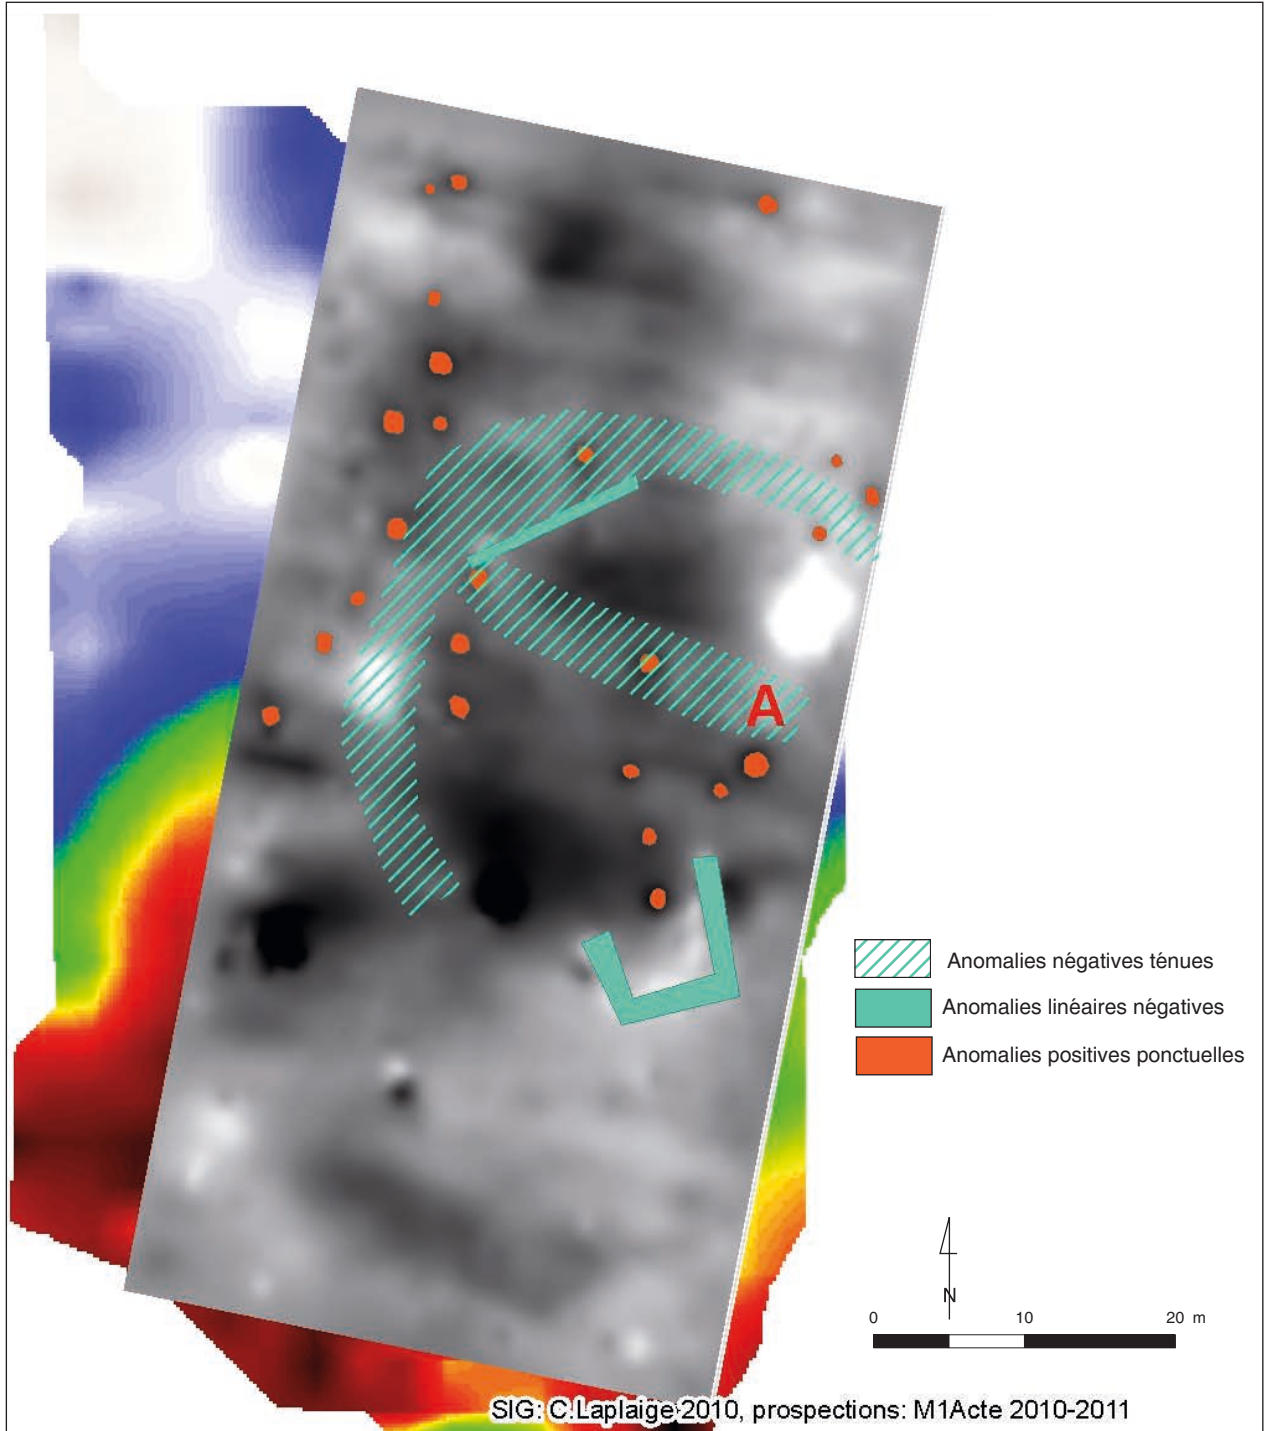 A
Anomalies négatives ténues
Anomalies linéaires négatives
Anomalies positives ponctuelles
N
0 10 20 m
SIG: C.Laplaige 2010, prospections: M1Acte 2010-2011